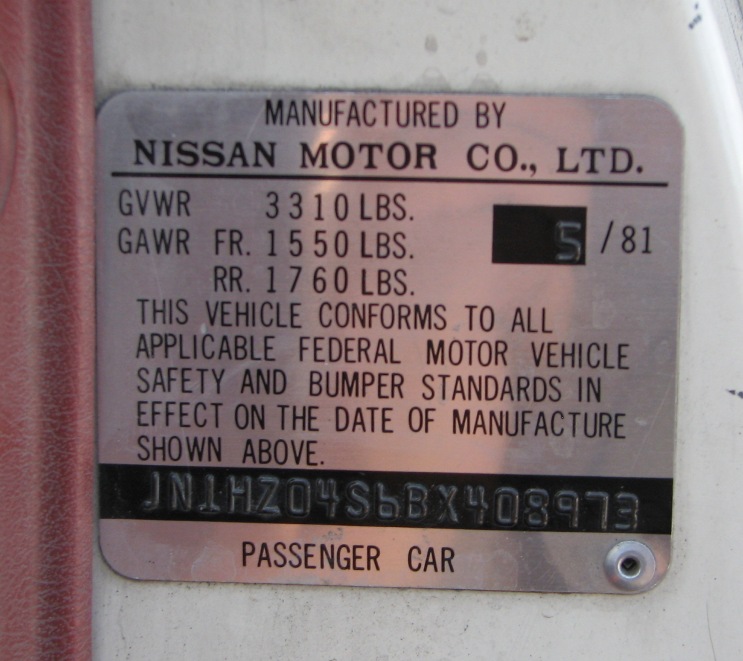 MANUFACTURED BY
NISSAN MOTOR CO., LTD.
GVWR 3310 LBS.
GAWR FR. 1550 LBS. 5 / 81
RR. 1760 LBS.
THIS VEHICLE CONFORMS TO ALL
APPLICABLE FEDERAL MOTOR VEHICLE
SAFETY AND BUMPER STANDARDS IN
EFFECT ON THE DATE OF MANUFACTURE
SHOWN ABOVE.
JN1HZ04S6BX408973
PASSENGER CAR